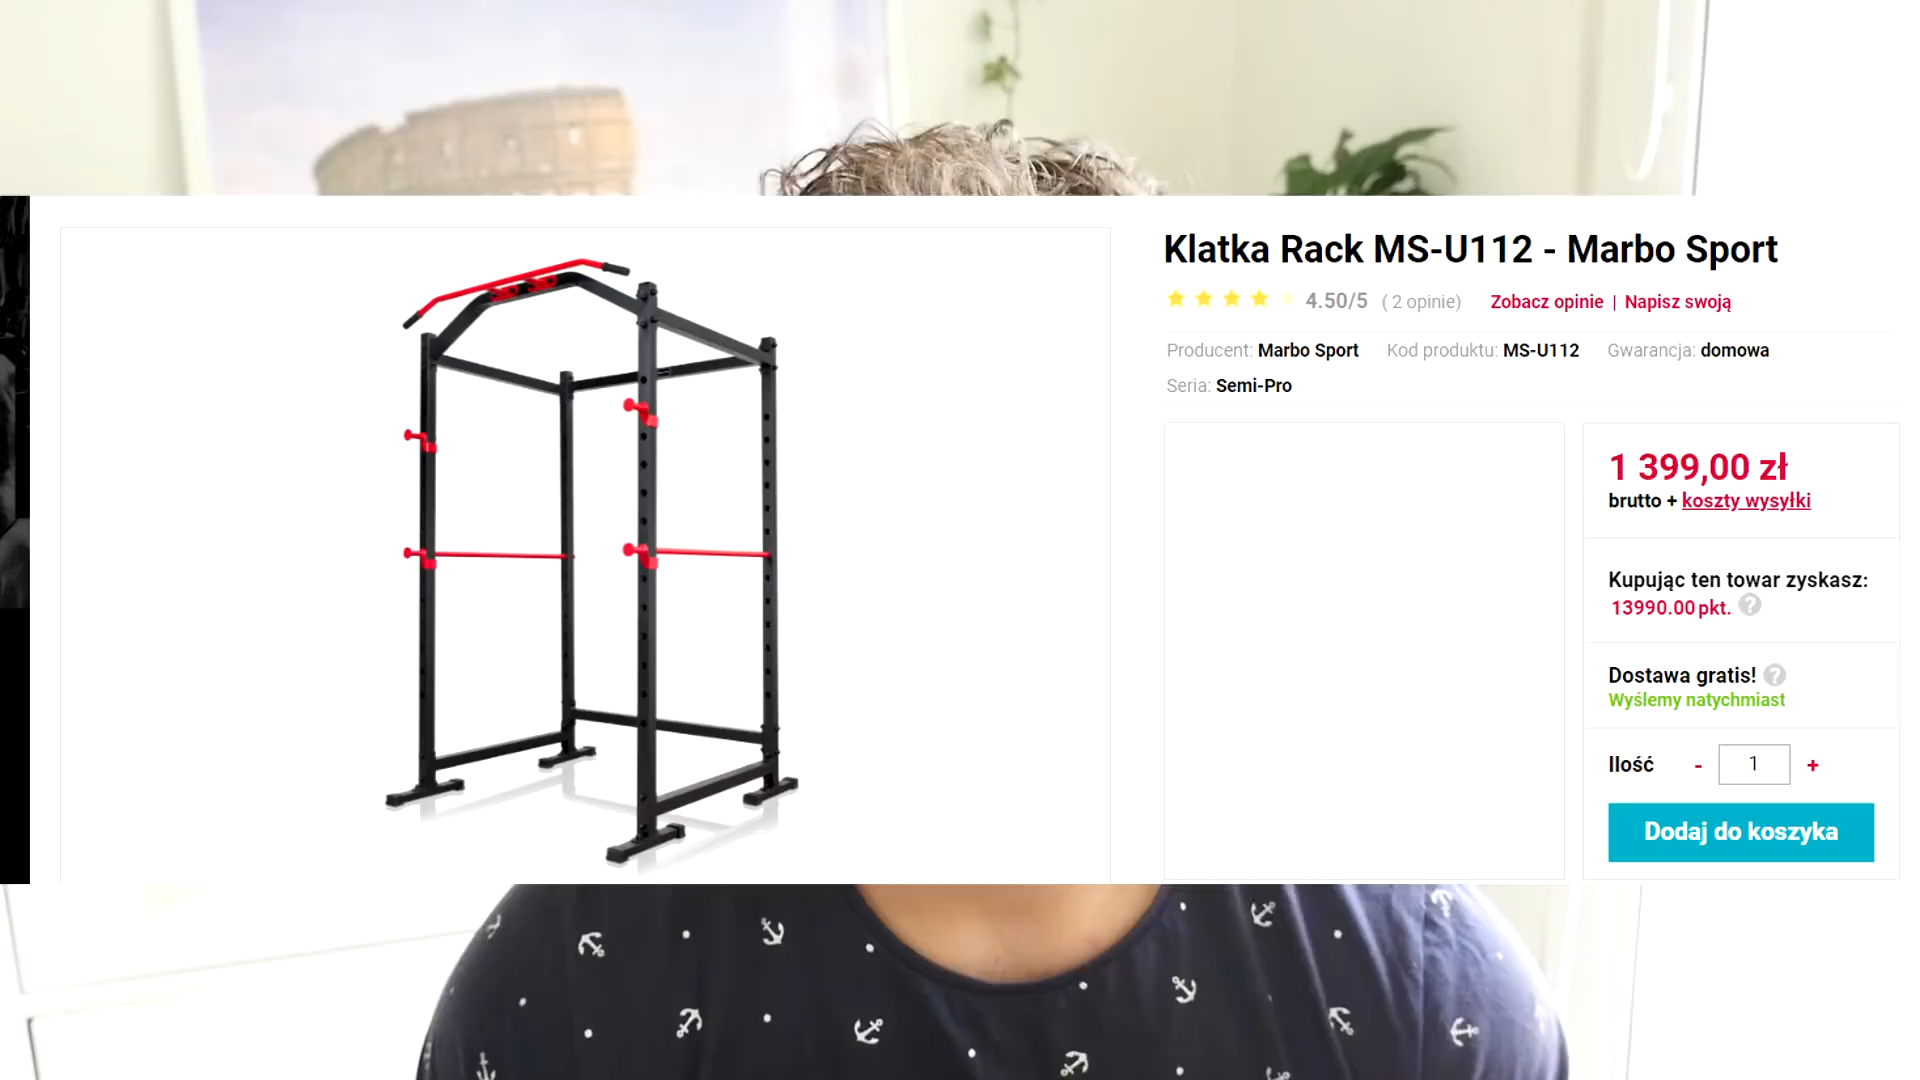 Klatka Rack MS-U112 - Marbo Sport
4.50/5 ( 2 opinie) Zobacz opinie | Napisz swoją
Producent: Marbo Sport Kod produktu: MS-U112 Gwarancja: domowa
Seria: Semi-Pro
1 399,00 zł
brutto + koszty wysyłki
Kupując ten towar zyskasz:
13990.00 pkt. ?
Dostawa gratis! ?
Wyślemy natychmiast
Ilość - 1 +
Dodaj do koszyka